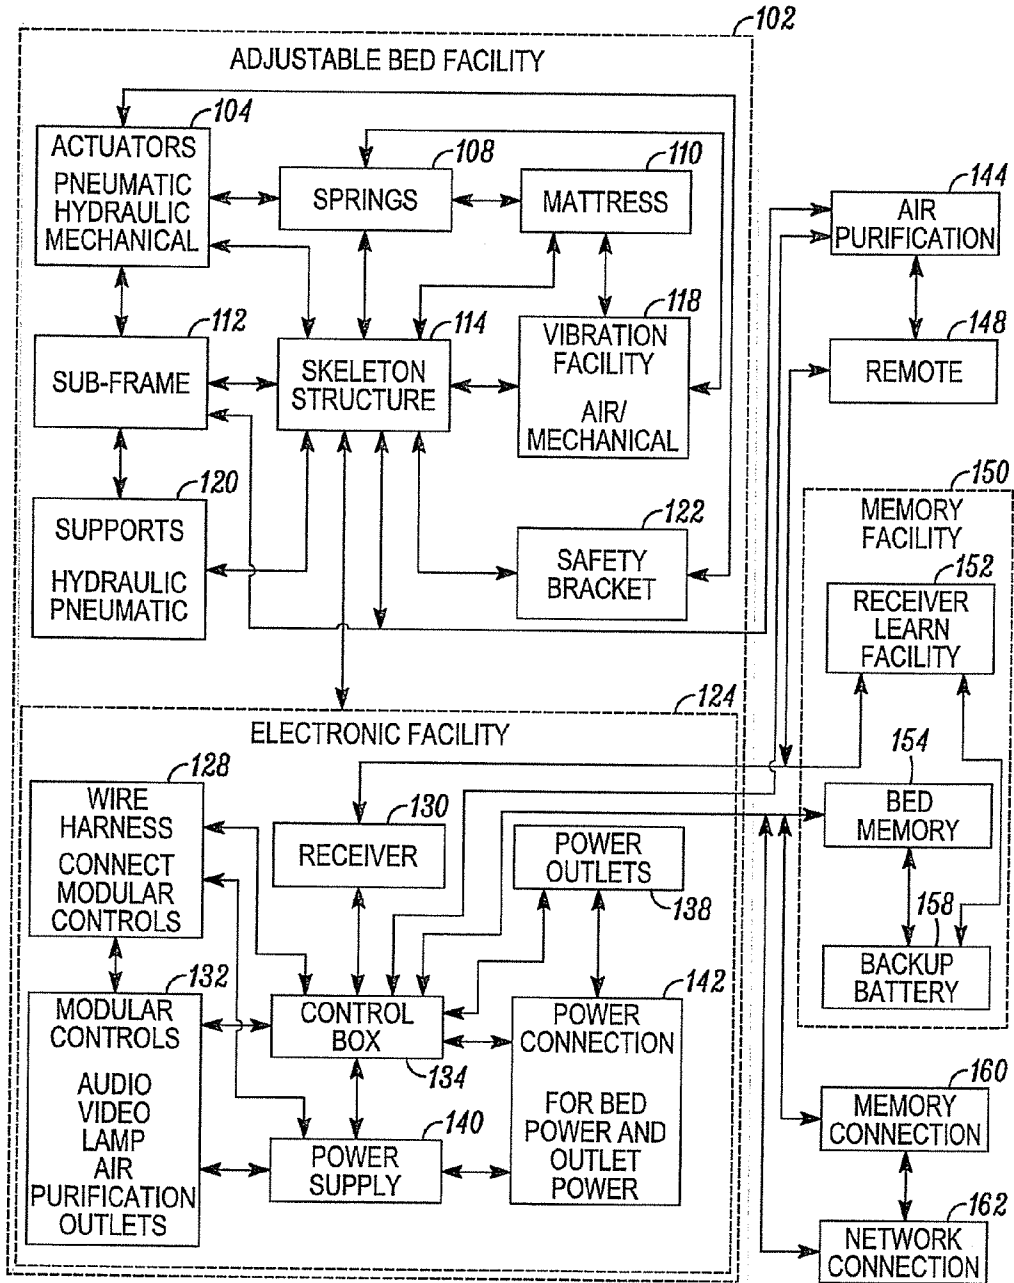 102
ADJUSTABLE BED FACILITY
104
ACTUATORS
PNEUMATIC
HYDRAULIC
MECHANICAL
108
SPRINGS
110
MATTRESS
112
SUB-FRAME
114
SKELETON
STRUCTURE
118
VIBRATION
FACILITY
AIR/
MECHANICAL
120
SUPPORTS
HYDRAULIC
PNEUMATIC
122
SAFETY
BRACKET
144
AIR
PURIFICATION
148
REMOTE
150
MEMORY
FACILITY
152
RECEIVER
LEARN
FACILITY
154
BED
MEMORY
158
BACKUP
BATTERY
124
ELECTRONIC FACILITY
128
WIRE
HARNESS
CONNECT
MODULAR
CONTROLS
130
RECEIVER
POWER
OUTLETS
138
132
MODULAR
CONTROLS
AUDIO
VIDEO
LAMP
AIR
PURIFICATION
OUTLETS
CONTROL
BOX
134
140
POWER
SUPPLY
142
POWER
CONNECTION
FOR BED
POWER AND
OUTLET
POWER
160
MEMORY
CONNECTION
162
NETWORK
CONNECTION